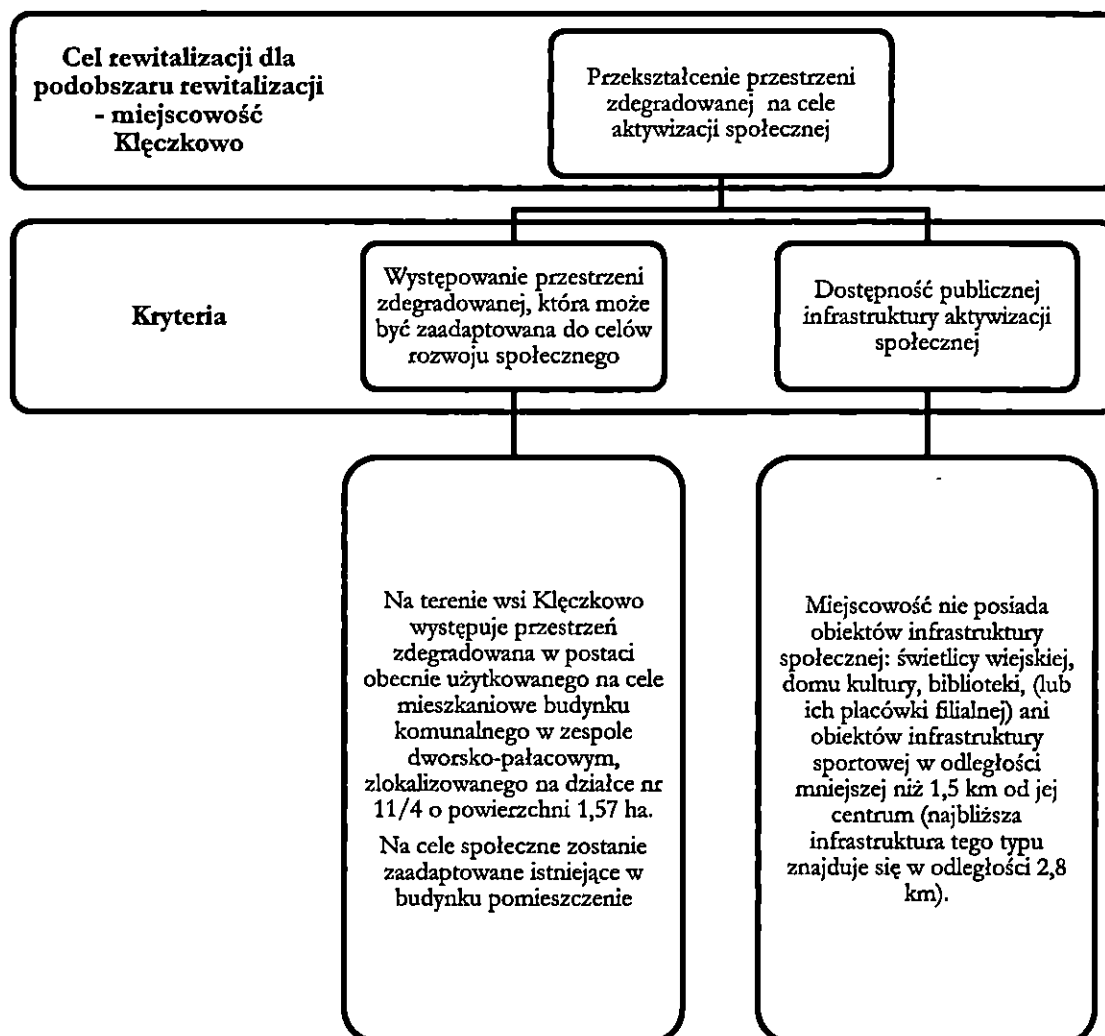 Cel rewitalizacji dla
podobszaru rewitalizacji
- miejscowość
Klęczkowo
Przekształcenie przestrzeni
zdegradowanej na cele
aktywizacji społecznej
Kryteria
Występowanie przestrzeni
zdegradowanej, która może
być zaadaptowana do celów
rozwoju społecznego
Dostępność publicznej
infrastruktury aktywizacji
społecznej
Na terenie wsi Klęczkowo
występuje przestrzeń
zdegradowana w postaci
obecnie użytkowanego na cele
mieszkaniowe budynku
komunalnego w zespole
dworsko-pałacowym,
zlokalizowanego na działce nr
11/4 o powierzchni 1,57 ha.
Na cele społeczne zostanie
zaadaptowane istniejące w
budynku pomieszczenie
Miejscowość nie posiada
obiektów infrastruktury
społecznej: świetlicy wiejskiej,
domu kultury, biblioteki, (lub
ich placówki filialnej) ani
obiektów infrastruktury
sportowej w odległości
mniejszej niż 1,5 km od jej
centrum (najbliższa
infrastruktura tego typu
znajduje się w odległości 2,8
km).